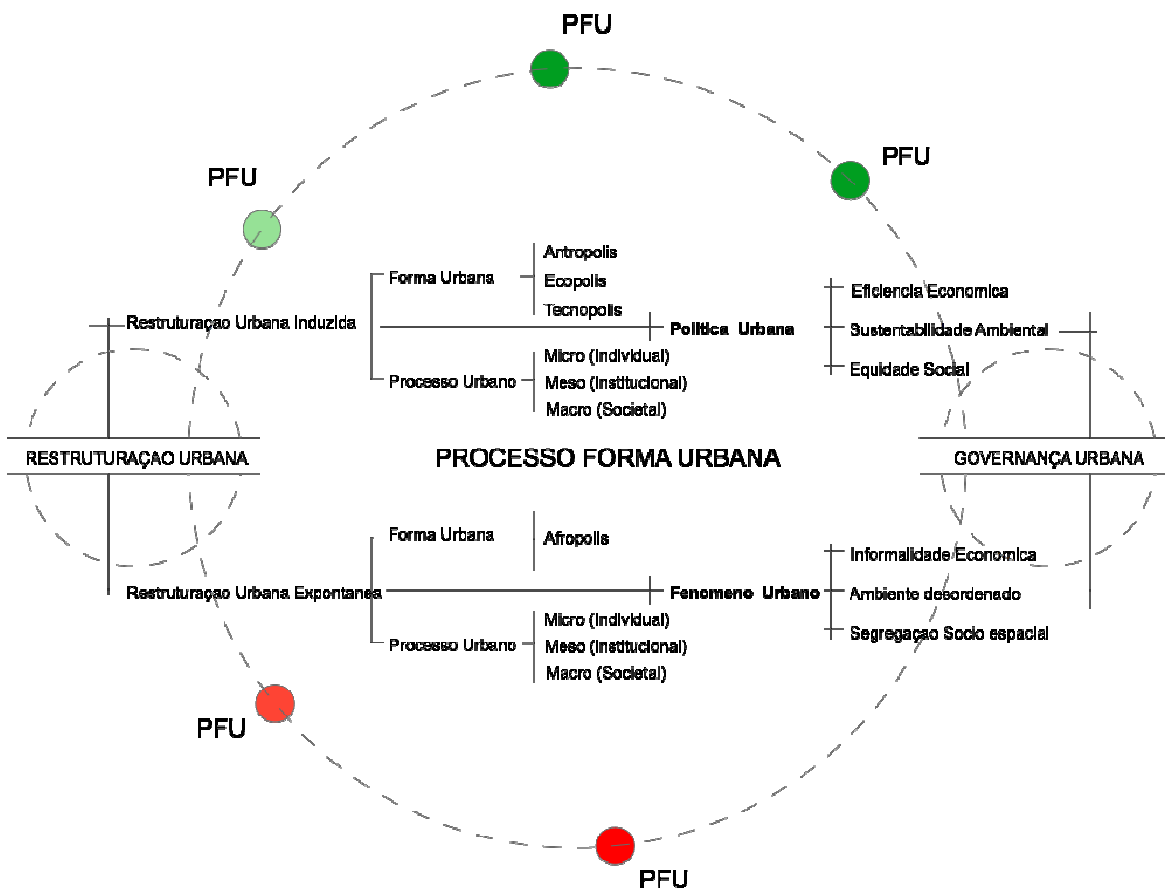 PFU
PFU
PFU
Antropolis
Forma Urbana
Ecopolis
Tecnopolis
Eficiencia Economica
Restruturaçao Urbana Induzida
Politica Urbana
Sustentabilidade Ambiental
Micro (Individual)
Equidade Social
Processo Urbano
Meso (Institucional)
Macro (Societal)
RESTRUTURAÇAO URBANA
PROCESSO FORMA URBANA
GOVERNANÇA URBANA
Forma Urbana
Afropolis
Informalidade Economica
Restruturaçao Urbana Expontanea
Fenomeno Urbano
Ambiente desordenado
Micro (Individual)
Segregaçao Socio espacial
Processo Urbano
Meso (Institucional)
Macro (Societal)
PFU
PFU